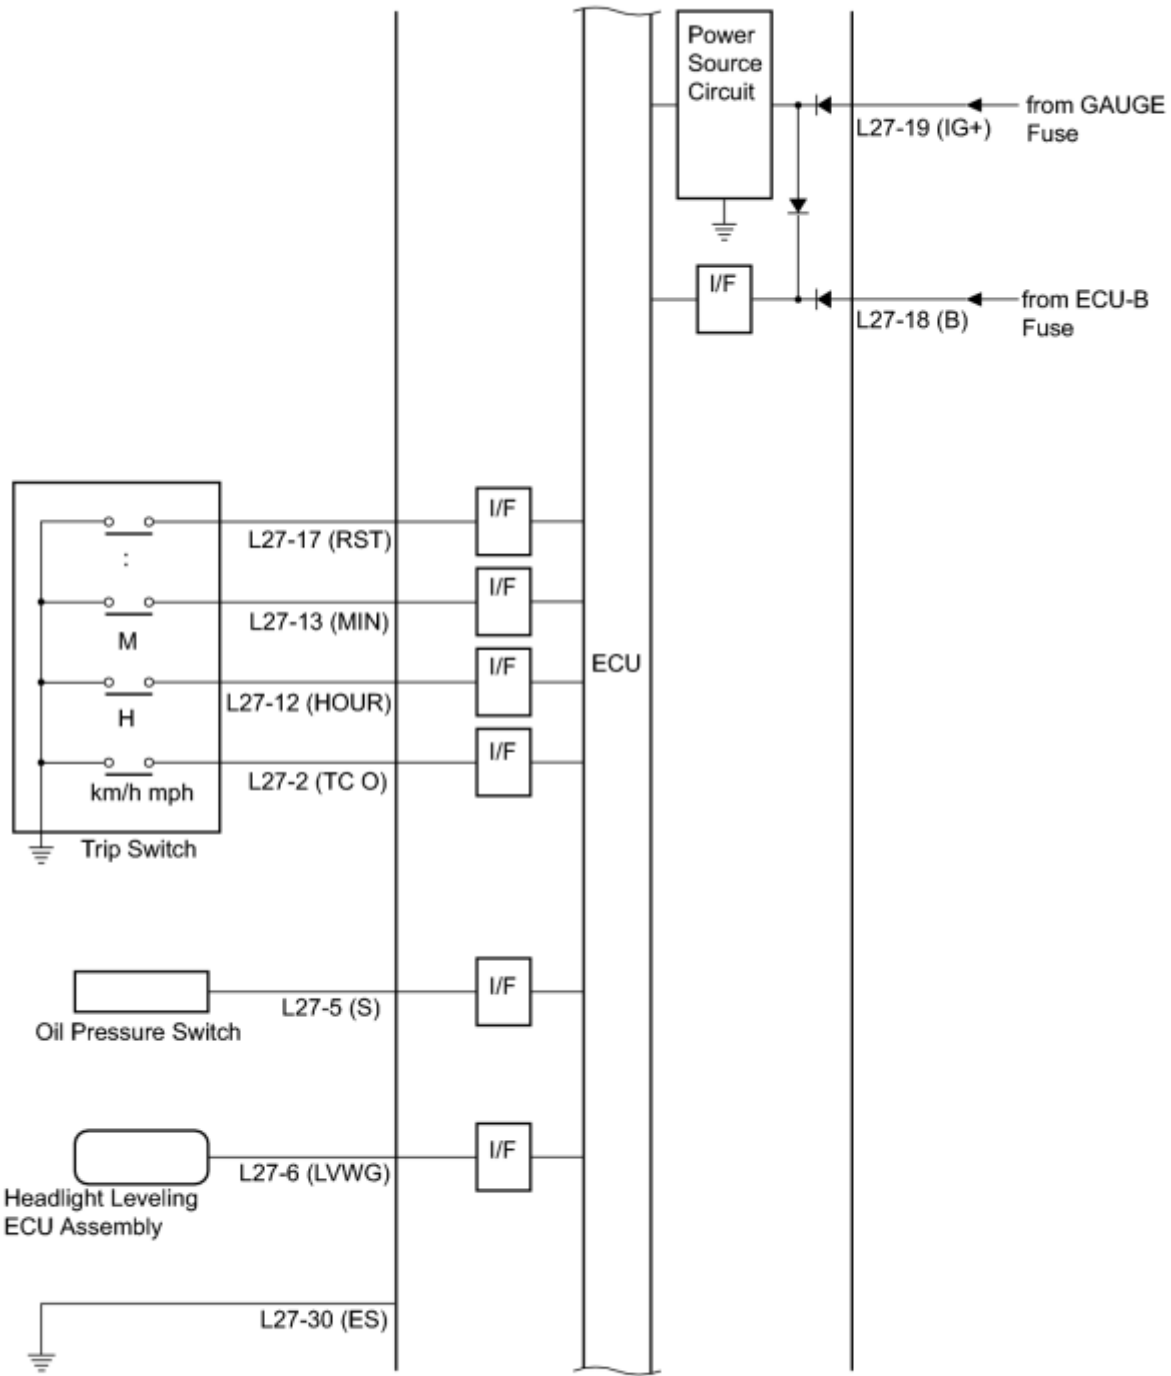 Power
Source
Circuit
from GAUGE
Fuse
L27-19 (IG+)
I/F
from ECU-B
Fuse
L27-18 (B)
I/F
L27-17 (RST)
:
I/F
L27-13 (MIN)
M
ECU
I/F
L27-12 (HOUR)
H
I/F
L27-2 (TC O)
km/h mph
Trip Switch
I/F
L27-5 (S)
Oil Pressure Switch
I/F
L27-6 (LVWG)
Headlight Leveling
ECU Assembly
L27-30 (ES)